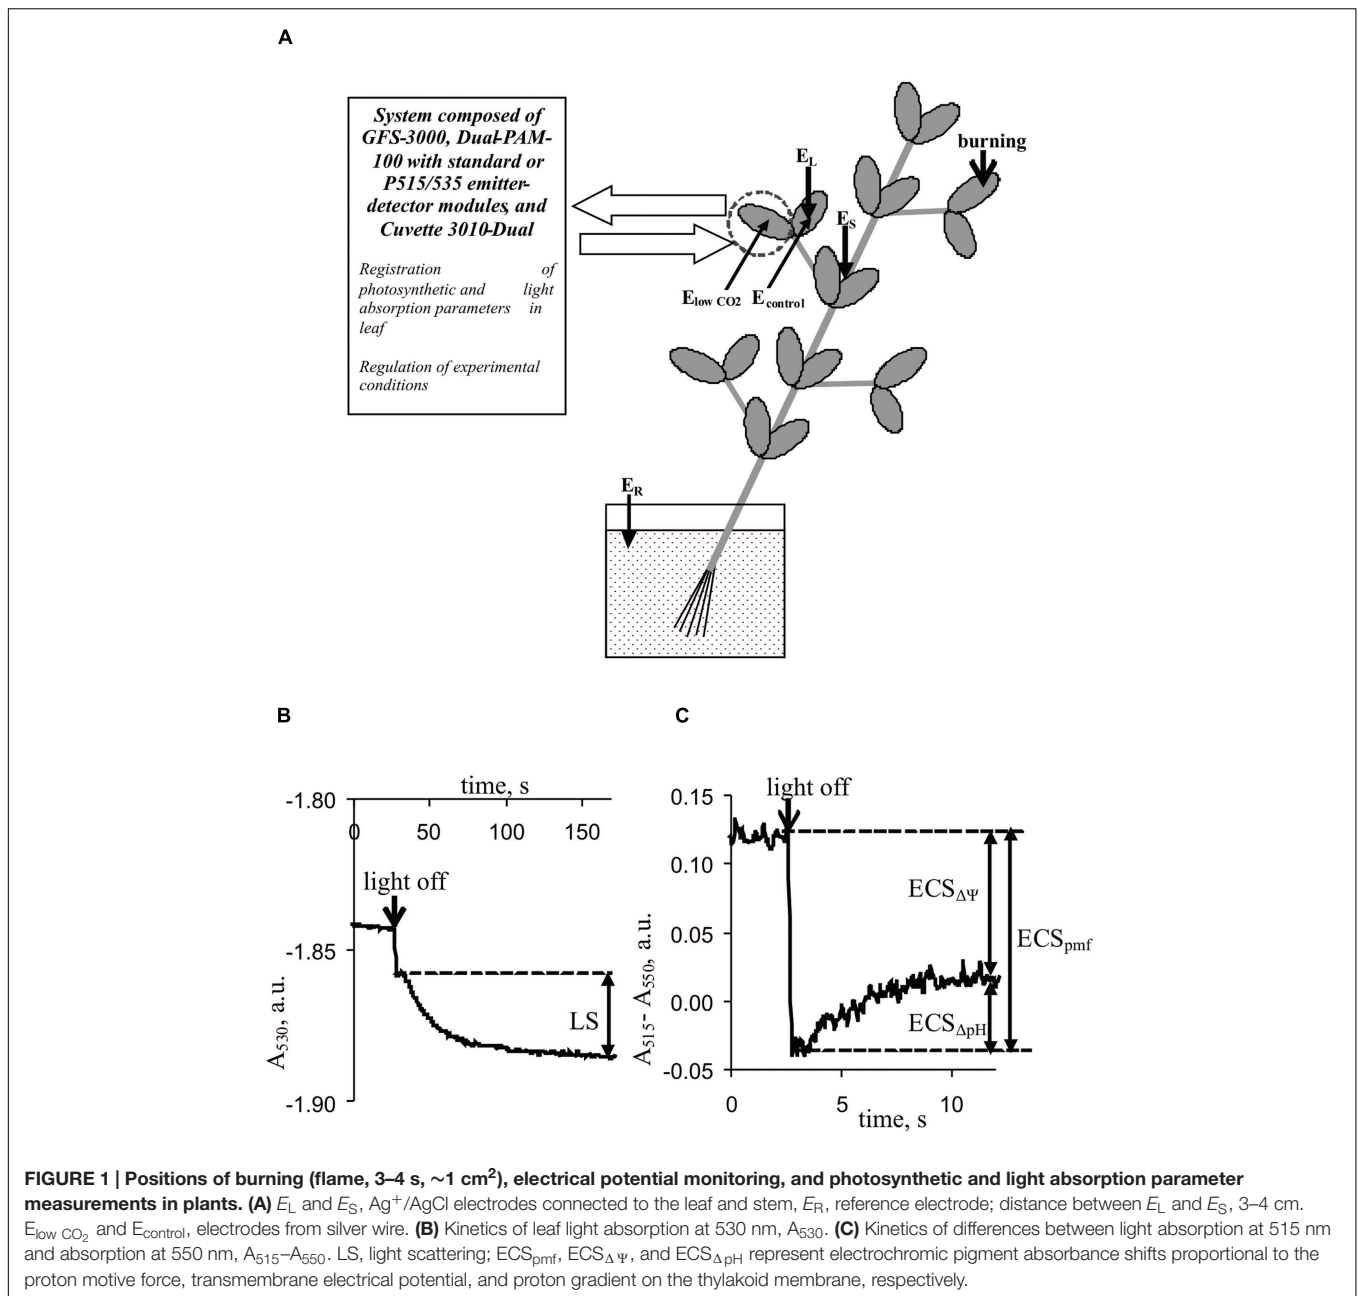 A
System composed of
GFS-3000, Dual-PAM-
100 with standard or
P515/535 emitter-
detector modules, and
Cuvette 3010-Dual
Registration of
photosynthetic and light
absorption parameters in
leaf
Regulation of experimental
conditions
burning
E_L
E_S
E_low CO2 E_control
E_R
B
time, s
-1.80
0 50 100 150
light off
-1.85
LS
-1.90
A_530, a.u.
C
light off
0.15
0.10
0.05
0.00
-0.05
ECS_ΔΨ
ECS_pmf
ECS_ΔpH
A_515- A_550, a.u.
0 5 10
time, s
FIGURE 1 | Positions of burning (flame, 3–4 s, ~1 cm²), electrical potential monitoring, and photosynthetic and light absorption parameter
measurements in plants. (A) E_L and E_S, Ag⁺/AgCl electrodes connected to the leaf and stem, E_R, reference electrode; distance between E_L and E_S, 3–4 cm.
E_low CO₂ and E_control, electrodes from silver wire. (B) Kinetics of leaf light absorption at 530 nm, A_530. (C) Kinetics of differences between light absorption at 515 nm
and absorption at 550 nm, A_515–A_550. LS, light scattering; ECS_pmf, ECS_ΔΨ, and ECS_ΔpH represent electrochromic pigment absorbance shifts proportional to the
proton motive force, transmembrane electrical potential, and proton gradient on the thylakoid membrane, respectively.